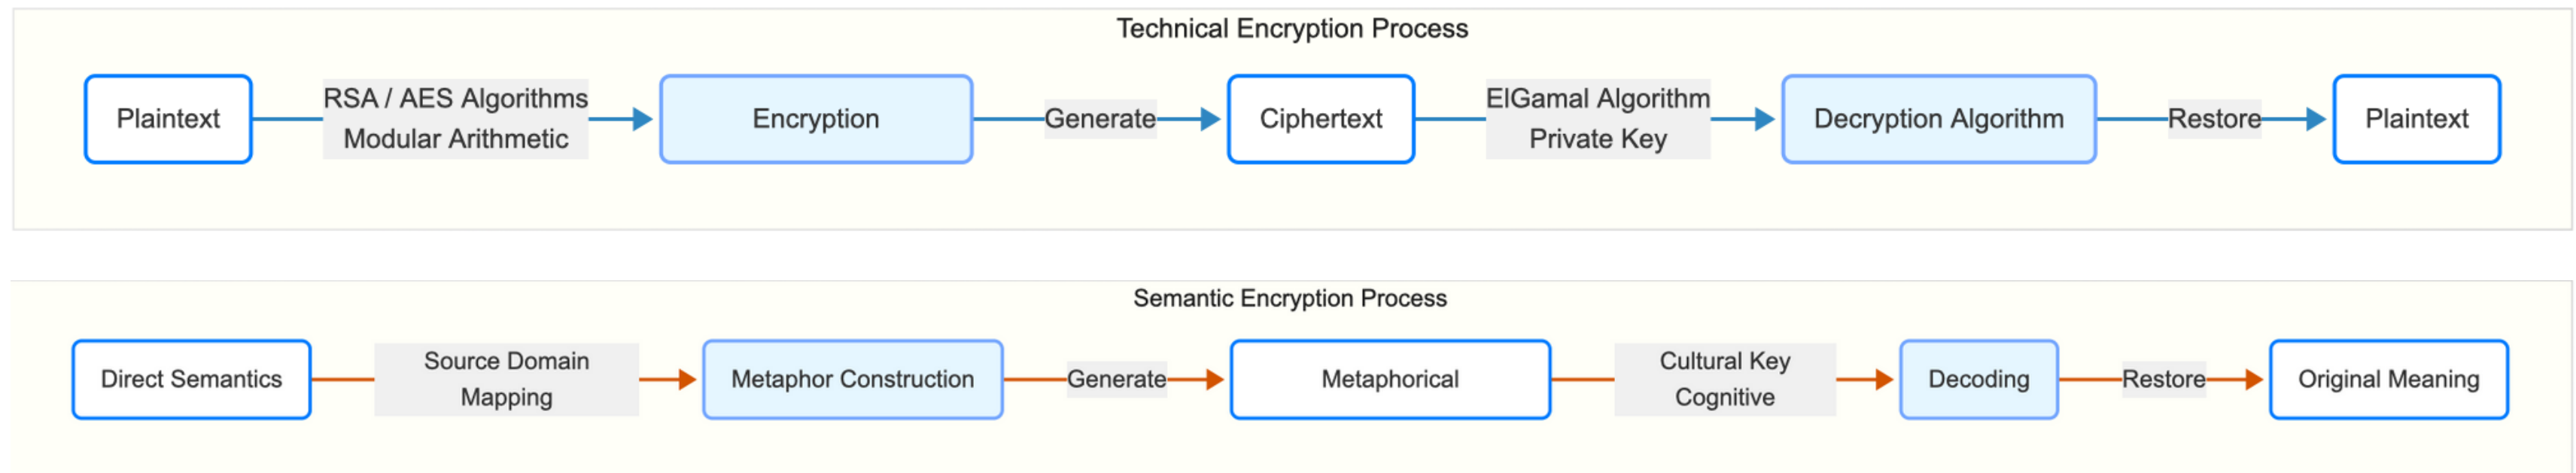 Technical Encryption Process
Plaintext
RSA / AES Algorithms
Modular Arithmetic
Encryption
Generate
Ciphertext
ElGamal Algorithm
Private Key
Decryption Algorithm
Restore
Plaintext
Semantic Encryption Process
Direct Semantics
Source Domain
Mapping
Metaphor Construction
Generate
Metaphorical
Cultural Key
Cognitive
Decoding
Restore
Original Meaning